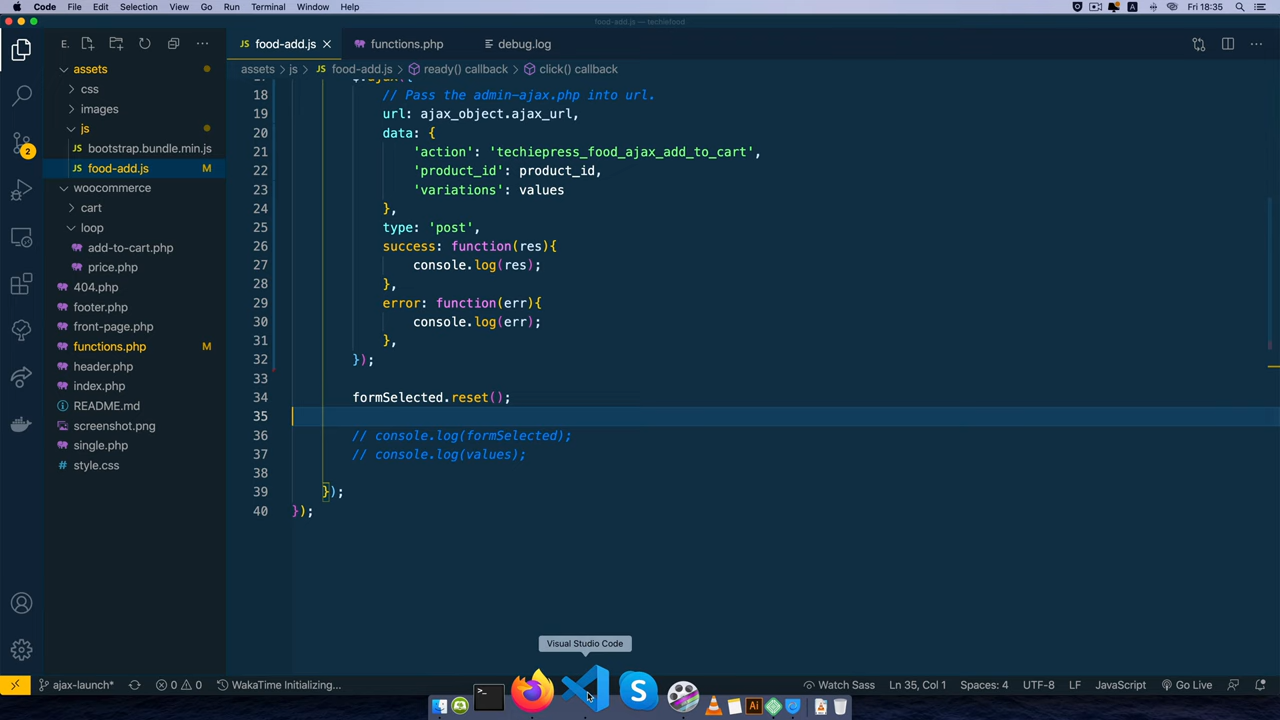 Code File Edit Selection View Go Run Terminal Window Help
A Fri 18:35
food-add.js — techiefood
E.
JS food-add.js
functions.php
debug.log
assets > js > JS food-add.js > ready() callback > click() callback
assets
css
images
js
bootstrap.bundle.min.js
JS food-add.js M
woocommerce
cart
loop
add-to-cart.php
price.php
404.php
footer.php
front-page.php
functions.php M
header.php
index.php
README.md
screenshot.png
single.php
style.css
2
18 // Pass the admin-ajax.php into url.
19 url: ajax_object.ajax_url,
20 data: {
21 'action': 'techiepress_food_ajax_add_to_cart',
22 'product_id': product_id,
23 'variations': values
24 },
25 type: 'post',
26 success: function(res){
27 console.log(res);
28 },
29 error: function(err){
30 console.log(err);
31 },
32 });
33
34 formSelected.reset();
35
36 // console.log(formSelected);
37 // console.log(values);
38
39 });
40 });
Visual Studio Code
ajax-launch* 0 0 WakaTime Initializing...
Watch Sass Ln 35, Col 1 Spaces: 4 UTF-8 LF JavaScript Go Live